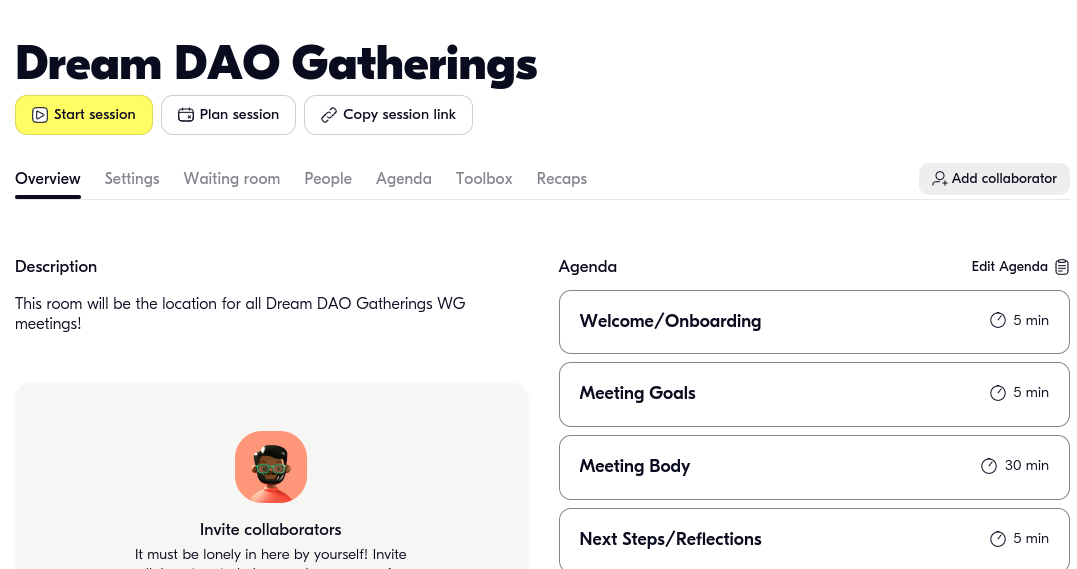 Dream DAO Gatherings
Start session
Plan session
Copy session link
Overview
Settings
Waiting room
People
Agenda
Toolbox
Recaps
Add collaborator
Description
This room will be the location for all Dream DAO Gatherings WG
meetings!
Invite collaborators
It must be lonely in here by yourself! Invite
Agenda
Edit Agenda
Welcome/Onboarding
5 min
Meeting Goals
5 min
Meeting Body
30 min
Next Steps/Reflections
5 min